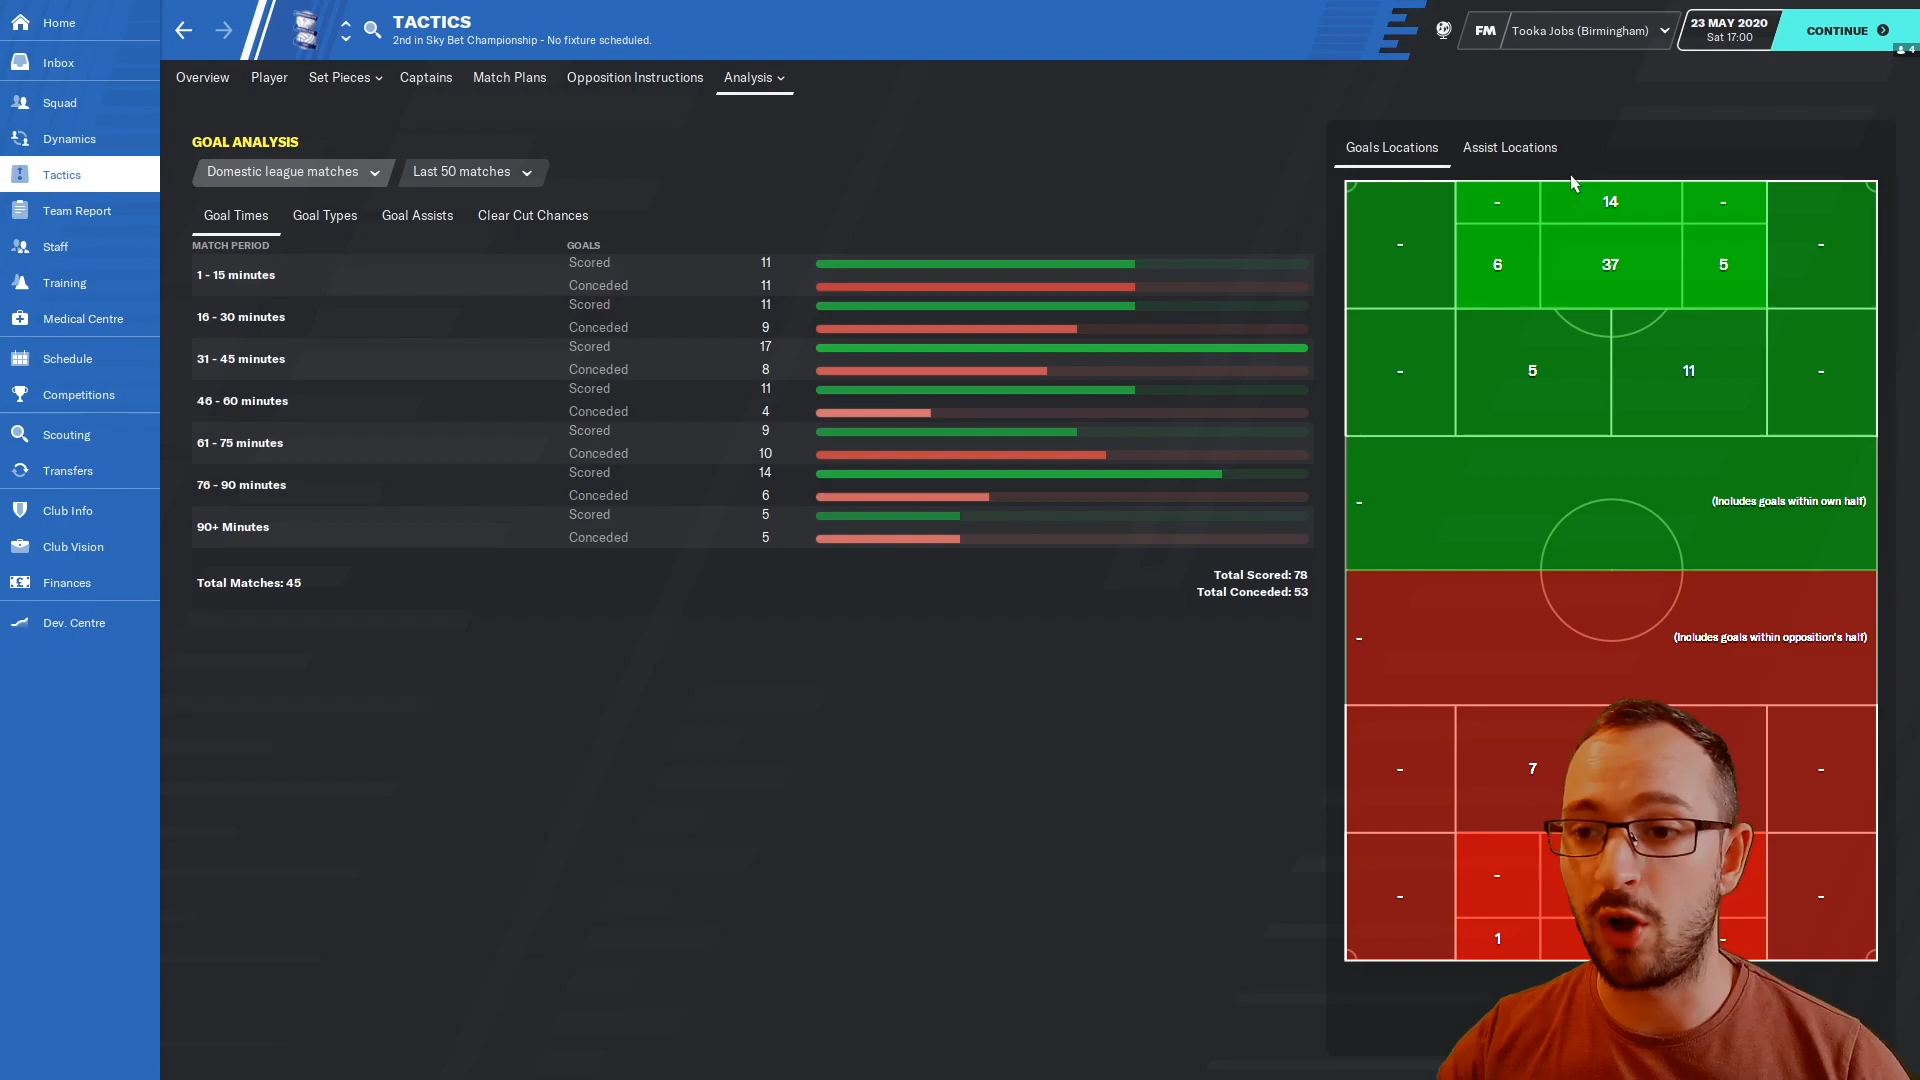 Home
Inbox
Squad
Dynamics
Tactics
Team Report
Staff
Training
Medical Centre
Schedule
Competitions
Scouting
Transfers
Club Info
Club Vision
Finances
Dev. Centre
TACTICS
2nd in Sky Bet Championship - No fixture scheduled.
FM
Tooka Jobs (Birmingham)
23 MAY 2020
Sat 17:00
CONTINUE
4
Overview Player Set Pieces Captains Match Plans Opposition Instructions Analysis
GOAL ANALYSIS
Domestic league matches Last 50 matches
Goal Times Goal Types Goal Assists Clear Cut Chances
MATCH PERIOD GOALS
1 - 15 minutes
Scored 11
Conceded 11
16 - 30 minutes
Scored 11
Conceded 9
31 - 45 minutes
Scored 17
Conceded 8
46 - 60 minutes
Scored 11
Conceded 4
61 - 75 minutes
Scored 9
Conceded 10
76 - 90 minutes
Scored 14
Conceded 6
90+ Minutes
Scored 5
Conceded 5
Total Matches: 45
Total Scored: 78
Total Conceded: 53
Goals Locations Assist Locations
- 14 -
- 6 37 5 -
- 5 11 -
- (Includes goals within own half)
- (Includes goals within opposition's half)
- 7 -
- - -
1 -